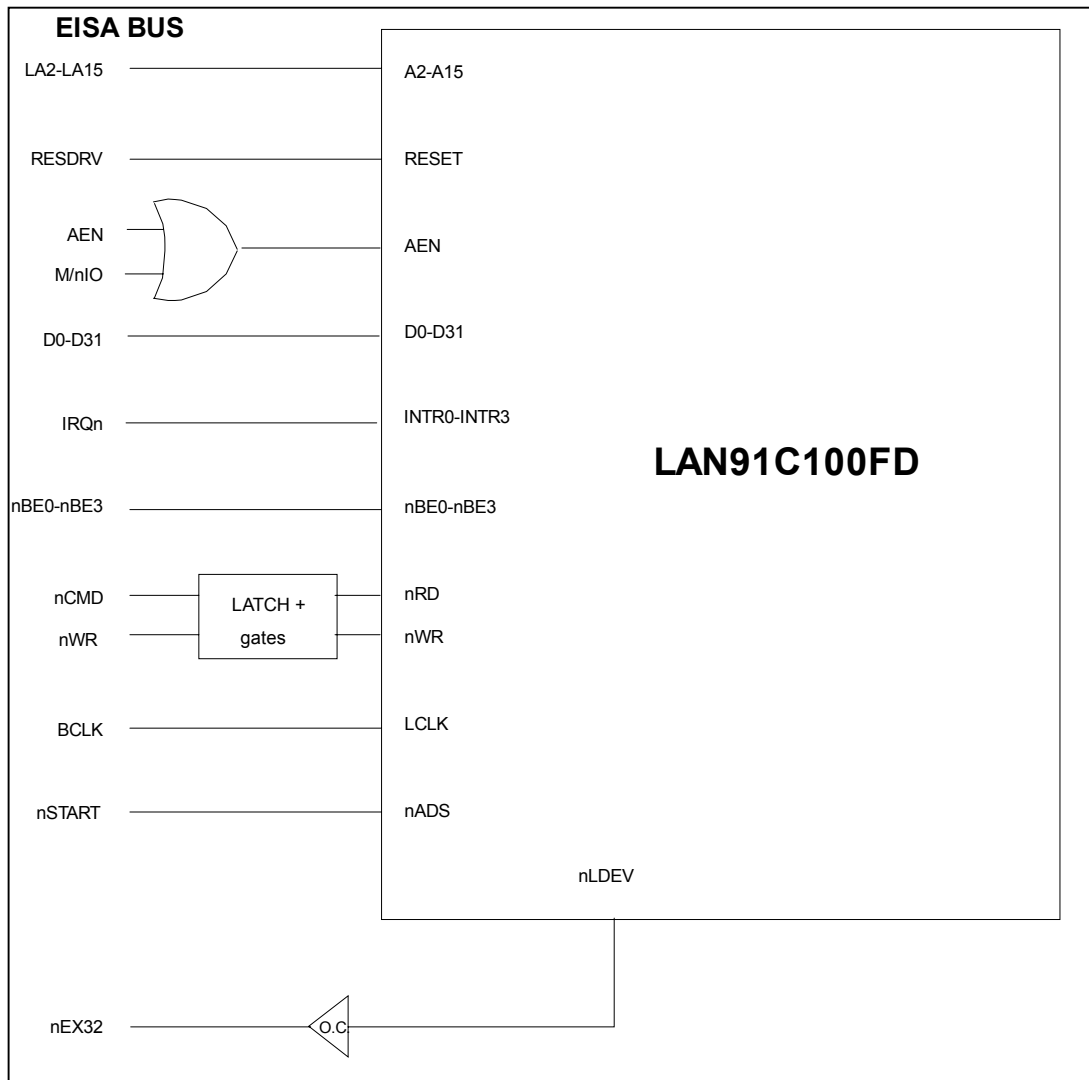 EISA BUS
LA2-LA15
A2-A15
RESDRV
RESET
AEN
M/nIO
AEN
D0-D31
D0-D31
IRQn
INTR0-INTR3
LAN91C100FD
nBE0-nBE3
nBE0-nBE3
nCMD
nWR
LATCH +
gates
nRD
nWR
BCLK
LCLK
nSTART
nADS
nLDEV
nEX32
O.C.